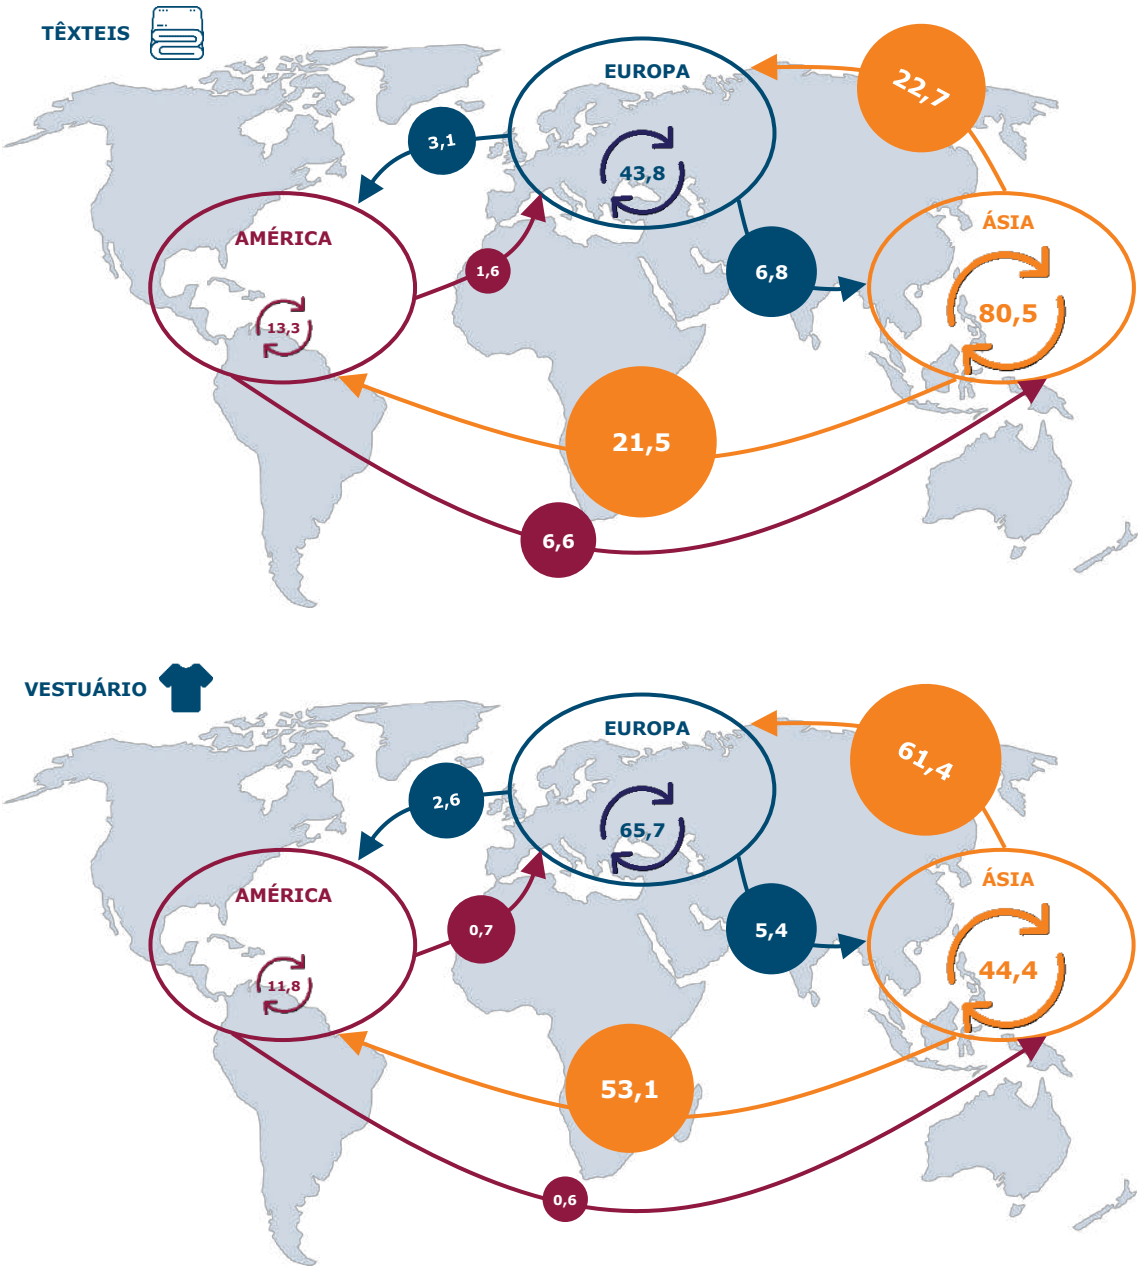 TÊXTEIS
EUROPA
22,7
3,1
43,8
AMÉRICA
ÁSIA
1,6
6,8
13,3
80,5
21,5
6,6
VESTUÁRIO
EUROPA
61,4
2,6
65,7
AMÉRICA
ÁSIA
0,7
5,4
11,8
44,4
53,1
0,6